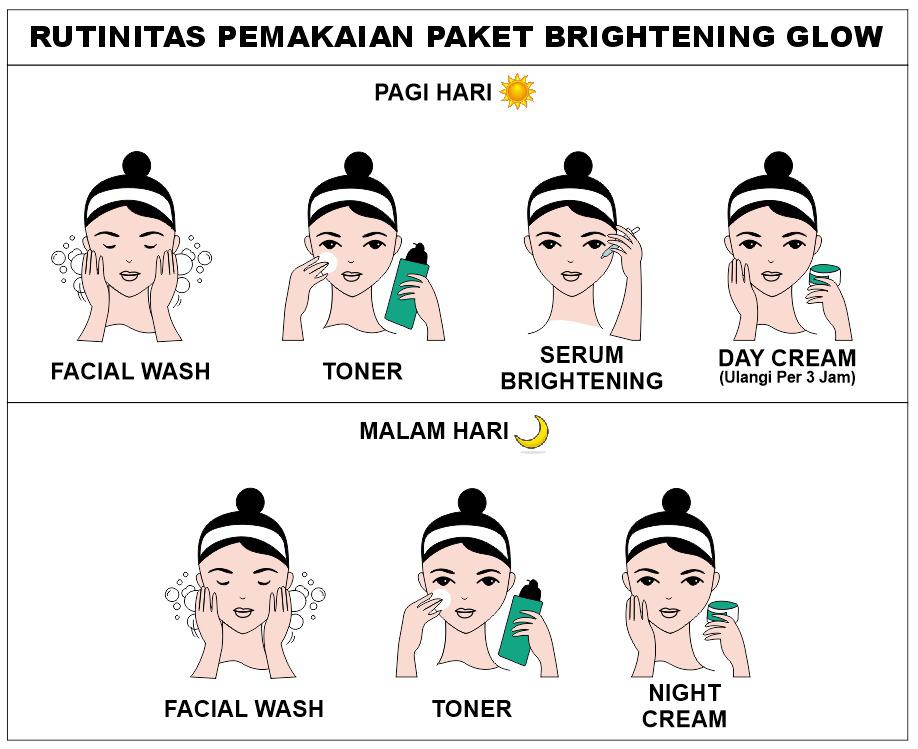 RUTINITAS PEMAKAIAN PAKET BRIGHTENING GLOW
PAGI HARI
FACIAL WASH
TONER
SERUM
BRIGHTENING
DAY CREAM
(Ulangi Per 3 Jam)
MALAM HARI
FACIAL WASH
TONER
NIGHT
CREAM